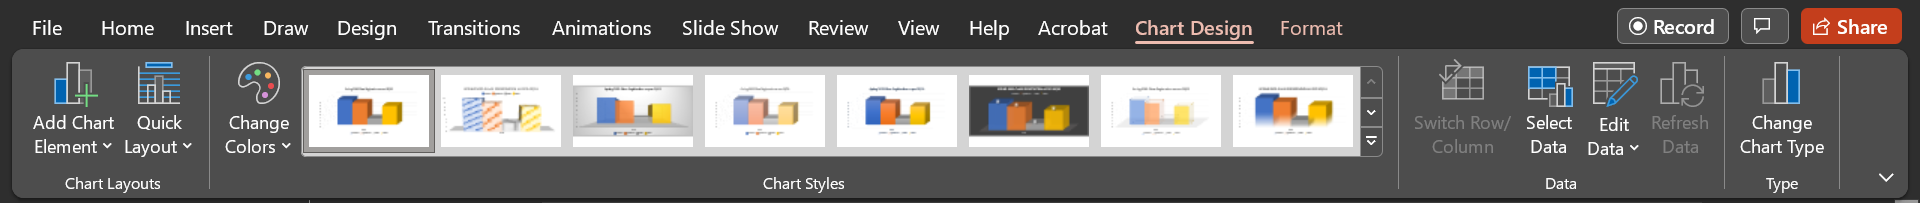 File Home Insert Draw Design Transitions Animations Slide Show Review View Help Acrobat Chart Design Format Record Share
Add Chart
Element
Quick
Layout
Chart Layouts
Change
Colors
Chart Styles
Switch Row/
Column
Select
Data
Edit
Data
Refresh
Data
Data
Change
Chart Type
Type